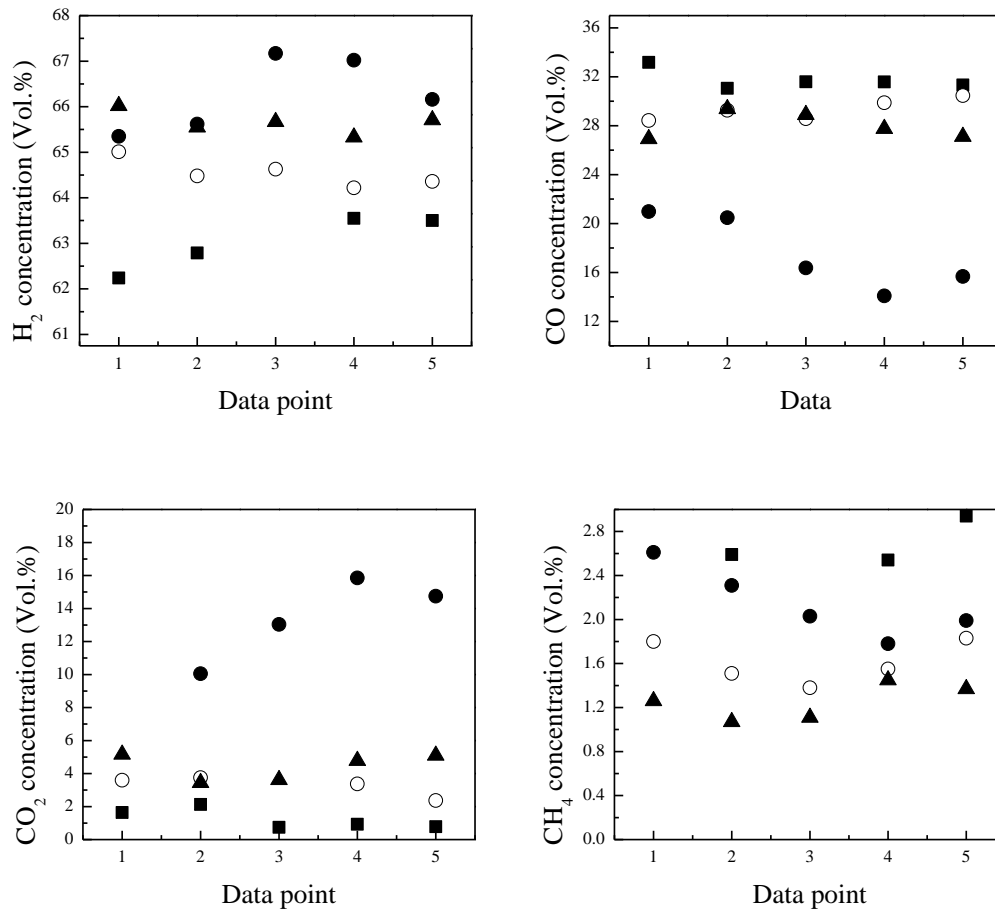 H2 concentration (Vol.%)
68
67
66
65
64
63
62
61
1 2 3 4 5
Data point
CO concentration (Vol.%)
36
32
28
24
20
16
12
1 2 3 4 5
Data
CO2 concentration (Vol.%)
20
18
16
14
12
10
8
6
4
2
0
1 2 3 4 5
Data point
CH4 concentration (Vol.%)
2.8
2.4
2.0
1.6
1.2
0.8
0.4
0.0
1 2 3 4 5
Data point